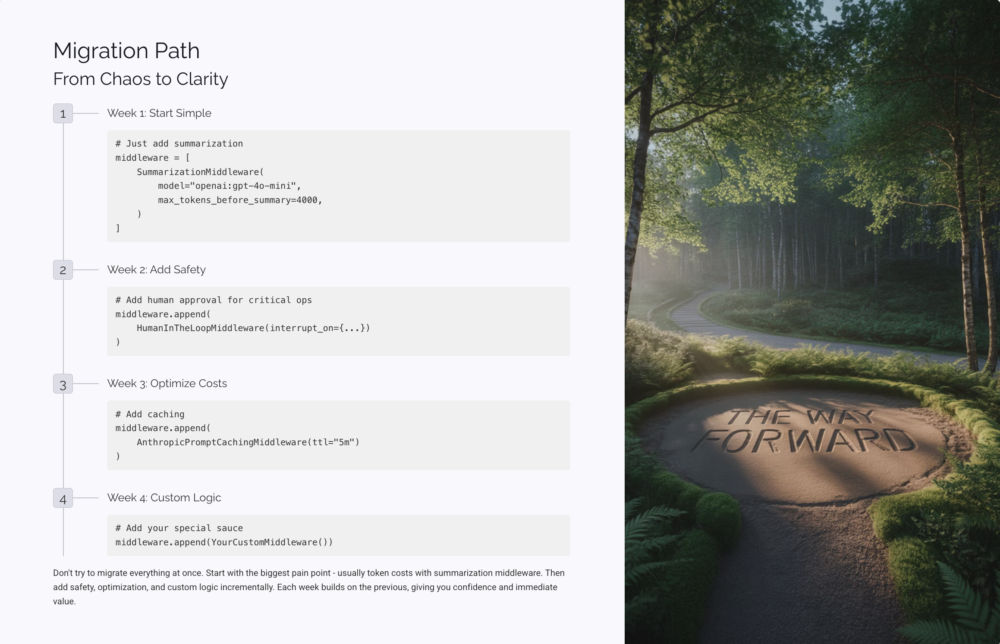 Migration Path
From Chaos to Clarity
1
Week 1: Start Simple
# Just add summarization
middleware = [
    SummarizationMiddleware(
        model="openai:gpt-4o-mini",
        max_tokens_before_summary=4000,
    )
]
2
Week 2: Add Safety
# Add human approval for critical ops
middleware.append(
    HumanInTheLoopMiddleware(interrupt_on={...})
)
3
Week 3: Optimize Costs
# Add caching
middleware.append(
    AnthropicPromptCachingMiddleware(ttl="5m")
)
4
Week 4: Custom Logic
# Add your special sauce
middleware.append(YourCustomMiddleware())
Don't try to migrate everything at once. Start with the biggest pain point - usually token costs with summarization middleware. Then
add safety, optimization, and custom logic incrementally. Each week builds on the previous, giving you confidence and immediate
value.
THE WAY
FORWARD